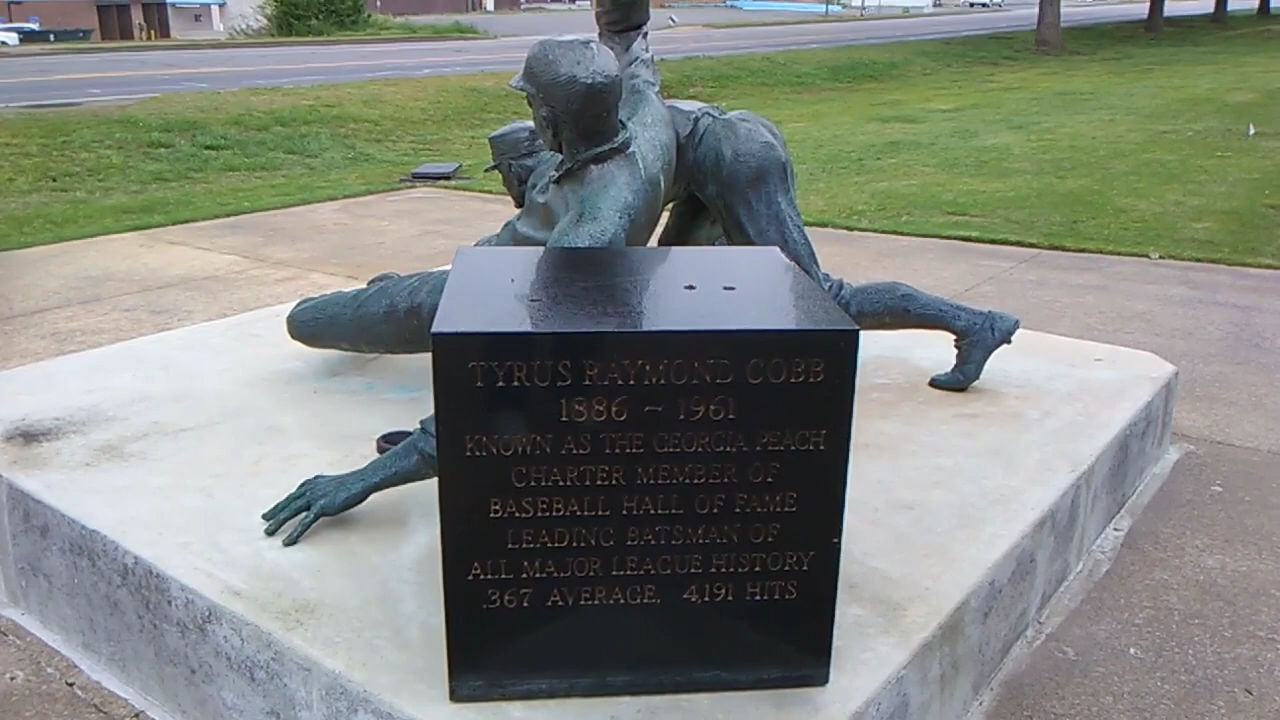 TYRUS RAYMOND COBB
1886 ~ 1961
KNOWN AS THE GEORGIA PEACH
CHARTER MEMBER OF
BASEBALL HALL OF FAME
LEADING BATSMAN OF
ALL MAJOR LEAGUE HISTORY
.367 AVERAGE, 4,191 HITS